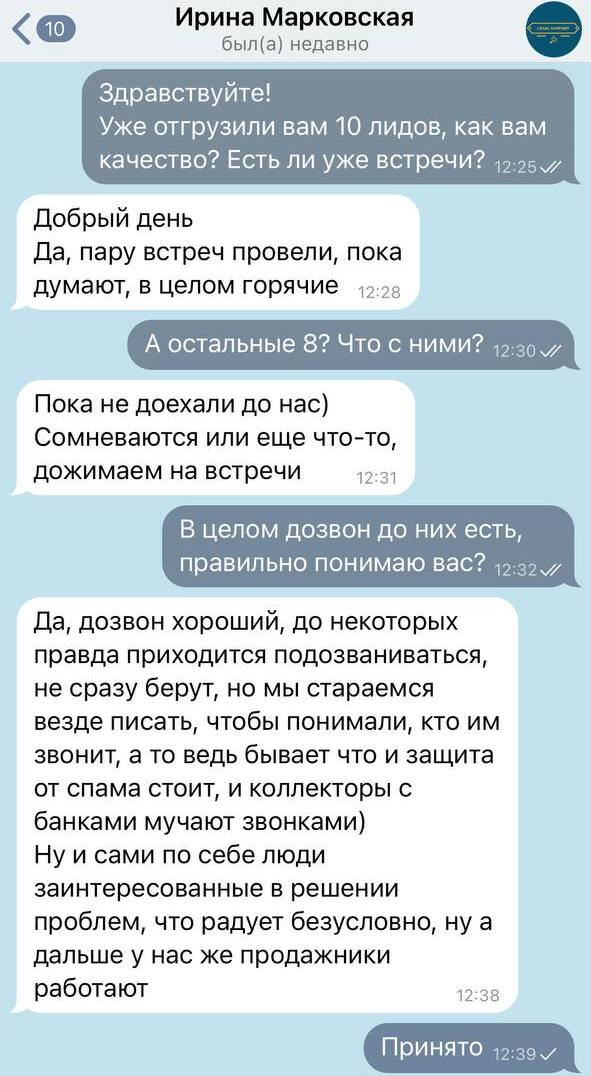 10
Ирина Марковская
был(а) недавно
LEGAL SUPPORT
Здравствуйте!
Уже отгрузили вам 10 лидов, как вам
качество? Есть ли уже встречи? 12:25
Добрый день
Да, пару встреч провели, пока
думают, в целом горячие 12:28
А остальные 8? Что с ними? 12:30
Пока не доехали до нас)
Сомневаются или еще что-то,
дожимаем на встречи 12:31
В целом дозвон до них есть,
правильно понимаю вас? 12:32
Да, дозвон хороший, до некоторых
правда приходится подозваниваться,
не сразу берут, но мы стараемся
везде писать, чтобы понимали, кто им
звонит, а то ведь бывает что и защита
от спама стоит, и коллекторы с
банками мучают звонками)
Ну и сами по себе люди
заинтересованные в решении
проблем, что радует безусловно, ну а
дальше у нас же продажники
работают 12:38
Принято 12:39